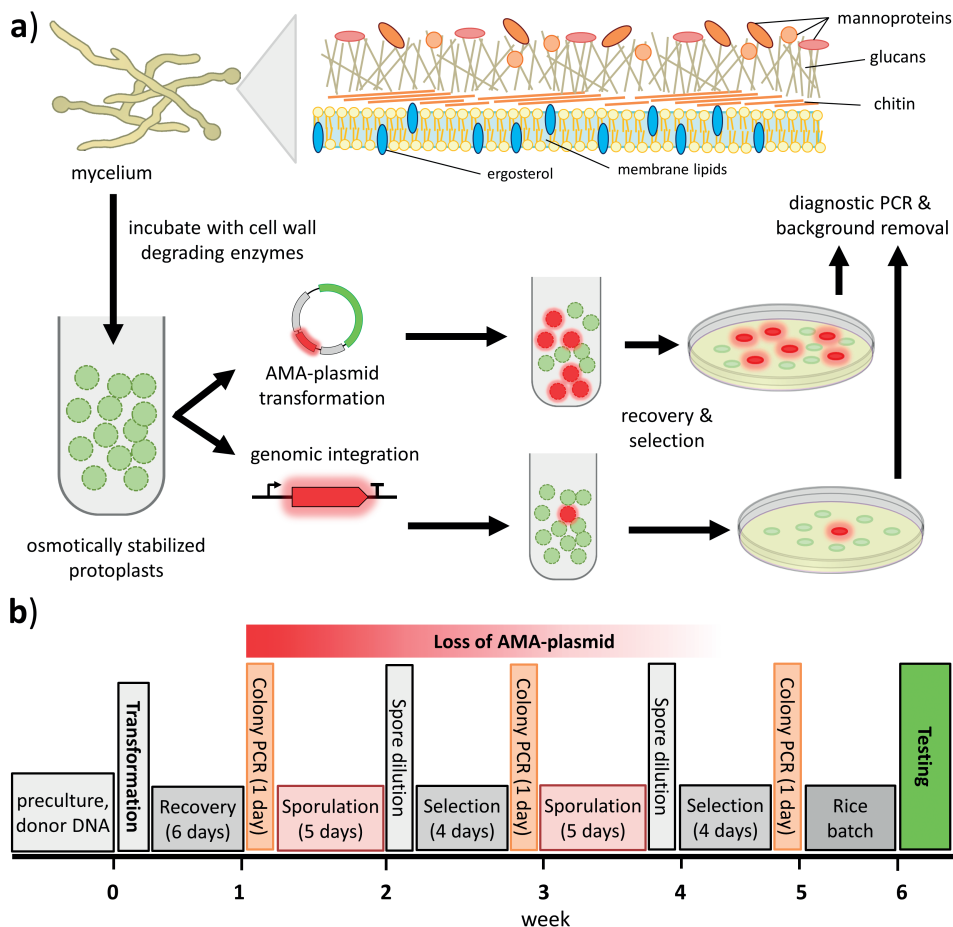 a)
mannoproteins
glucans
chitin
ergosterol
membrane lipids
mycelium
incubate with cell wall
degrading enzymes
diagnostic PCR &
background removal
AMA-plasmid
transformation
recovery &
selection
genomic integration
osmotically stabilized
protoplasts
b)
Loss of AMA-plasmid
preculture,
donor DNA
Transformation
Recovery
(6 days)
Colony PCR (1 day)
Sporulation
(5 days)
Spore dilution
Selection
(4 days)
Colony PCR (1 day)
Sporulation
(5 days)
Spore dilution
Selection
(4 days)
Colony PCR (1 day)
Rice
batch
Testing
0 1 2 3 4 5 6
week